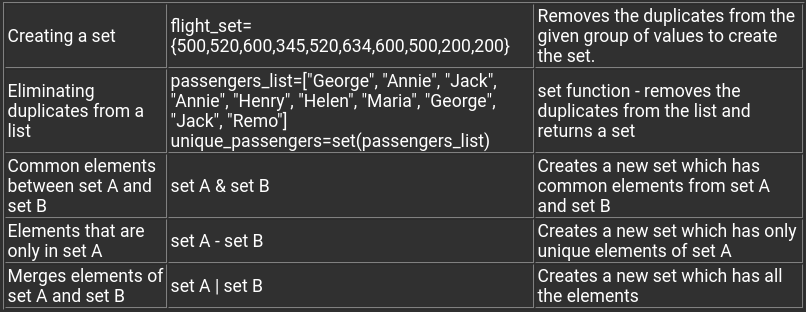 Creating a set
flight_set=
{500,520,600,345,520,634,600,500,200,200}
Removes the duplicates from the
given group of values to create
the set.
Eliminating
duplicates from a
list
passengers_list=["George", "Annie", "Jack",
"Annie", "Henry", "Helen", "Maria", "George",
"Jack", "Remo"]
unique_passengers=set(passengers_list)
set function - removes the
duplicates from the list and
returns a set
Common elements
between set A and
set B
set A & set B
Creates a new set which has
common elements from set A
and set B
Elements that are
only in set A
set A - set B
Creates a new set which has only
unique elements of set A
Merges elements of
set A and set B
set A | set B
Creates a new set which has all
the elements